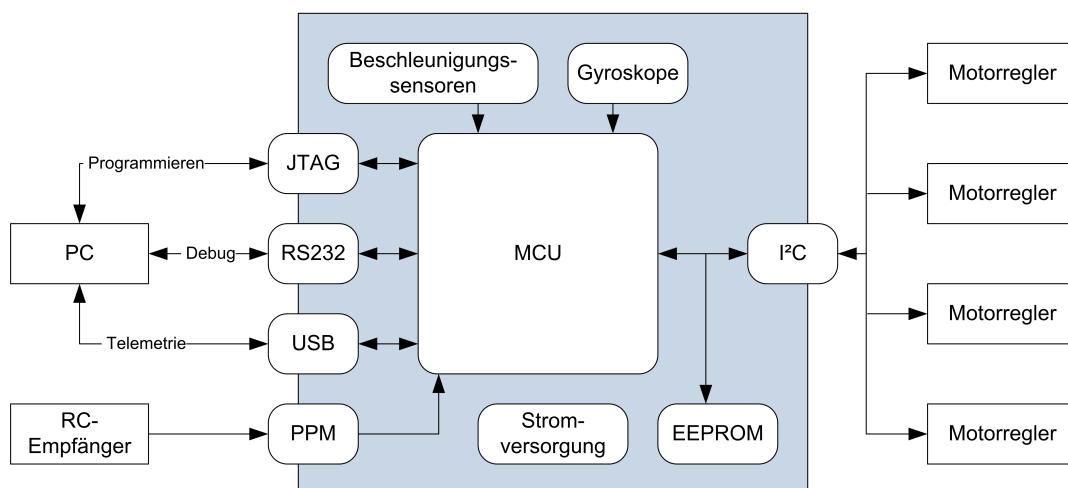 Beschleunigungs-
sensoren
Gyroskope
Motorregler
Programmieren
JTAG
Motorregler
PC
Debug
RS232
MCU
I²C
Telemetrie
USB
Motorregler
RC-
Empfänger
PPM
Strom-
versorgung
EEPROM
Motorregler